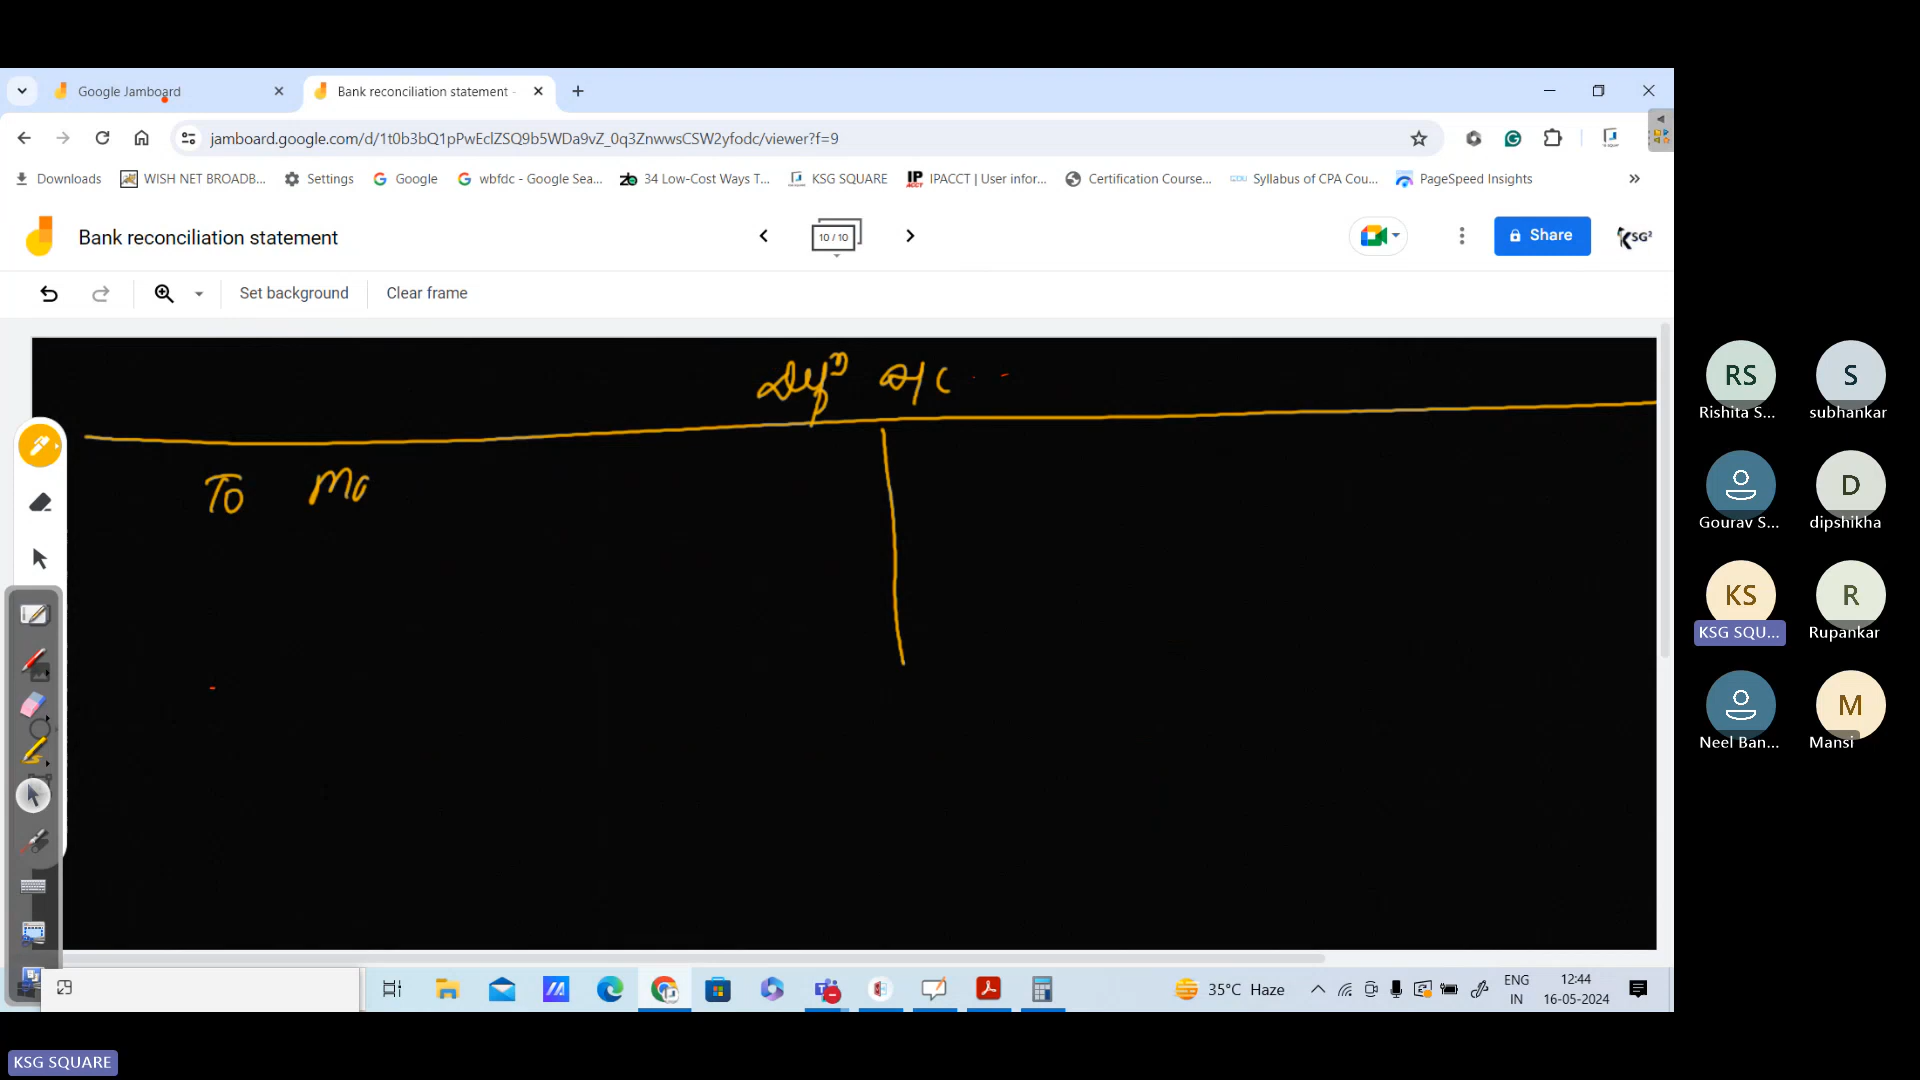 Google Jamboard
Bank reconciliation statement -
jamboard.google.com/d/1t0b3bQ1pPwEclZSQ9b5WDa9vZ_0q3ZnwwsCSW2yfodc/viewer?f=9
Downloads WISH NET BROADB... Settings Google wbfdc - Google Sea... 34 Low-Cost Ways T... KSG SQUARE IPACCT | User infor... Certification Course... Syllabus of CPA Cou... PageSpeed Insights
Bank reconciliation statement 10 / 10 Share KSG²
Set background Clear frame
Depⁿ A/C
To Ma
RS S
Rishita S... subhankar
D
Gourav S... dipshikha
KS R
KSG SQU... Rupankar
M
Neel Ban... Mansi
35°C Haze ENG IN 12:44 16-05-2024
KSG SQUARE